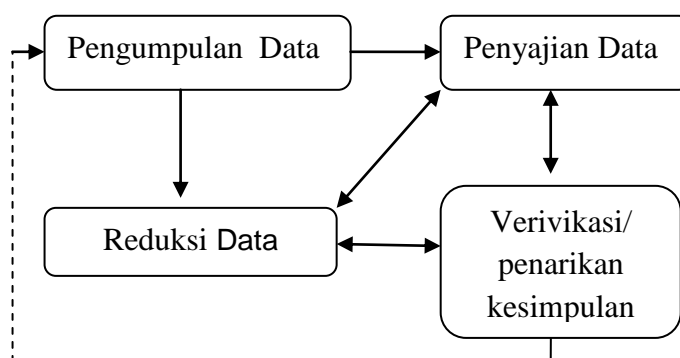 Pengumpulan Data
Penyajian Data
Reduksi Data
Verivikasi/
penarikan
kesimpulan